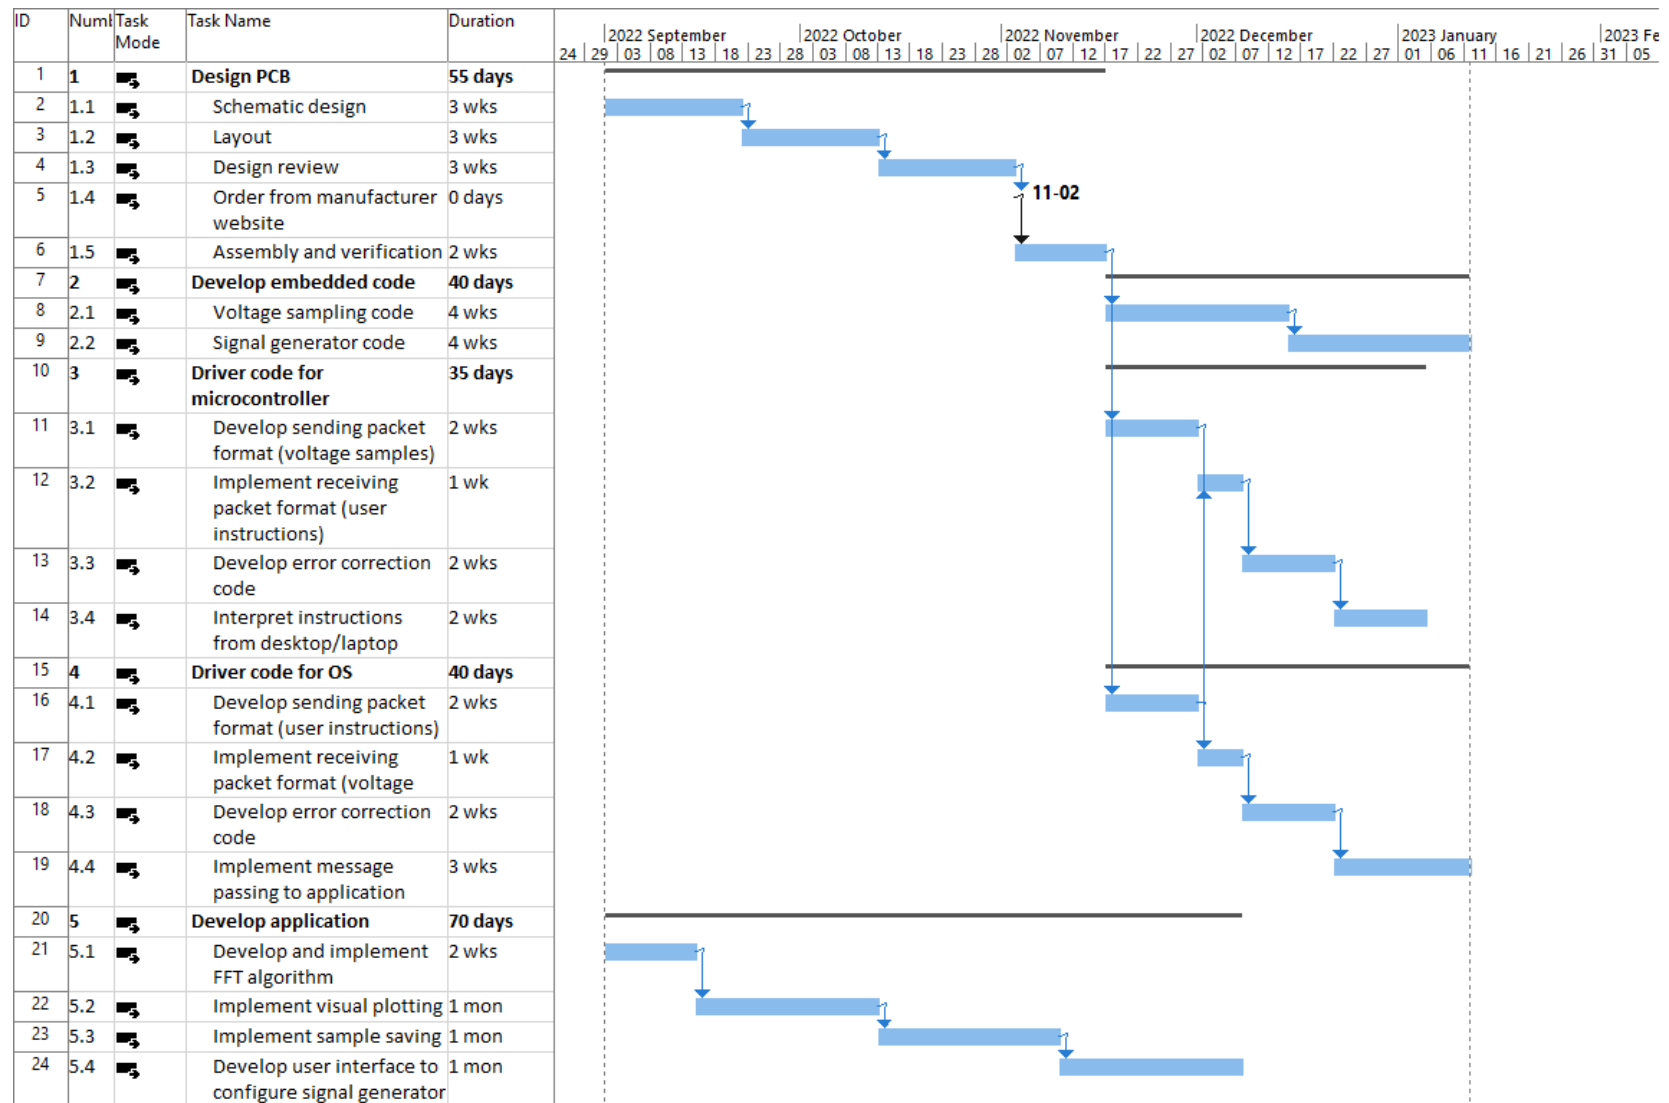 ID Numb Task Mode Task Name Duration
2022 September 2022 October 2022 November 2022 December 2023 January 2023 Fe
24 29 03 08 13 18 23 28 03 08 13 18 23 28 02 07 12 17 22 27 02 07 12 17 22 27 01 06 11 16 21 26 31 05
1 1 Design PCB 55 days
2 1.1 Schematic design 3 wks
3 1.2 Layout 3 wks
4 1.3 Design review 3 wks
5 1.4 Order from manufacturer 0 days 11-02
website
6 1.5 Assembly and verification 2 wks
7 2 Develop embedded code 40 days
8 2.1 Voltage sampling code 4 wks
9 2.2 Signal generator code 4 wks
10 3 Driver code for 35 days
microcontroller
11 3.1 Develop sending packet 2 wks
format (voltage samples)
12 3.2 Implement receiving 1 wk
packet format (user
instructions)
13 3.3 Develop error correction 2 wks
code
14 3.4 Interpret instructions 2 wks
from desktop/laptop
15 4 Driver code for OS 40 days
16 4.1 Develop sending packet 2 wks
format (user instructions)
17 4.2 Implement receiving 1 wk
packet format (voltage
18 4.3 Develop error correction 2 wks
code
19 4.4 Implement message 3 wks
passing to application
20 5 Develop application 70 days
21 5.1 Develop and implement 2 wks
FFT algorithm
22 5.2 Implement visual plotting 1 mon
23 5.3 Implement sample saving 1 mon
24 5.4 Develop user interface to 1 mon
configure signal generator